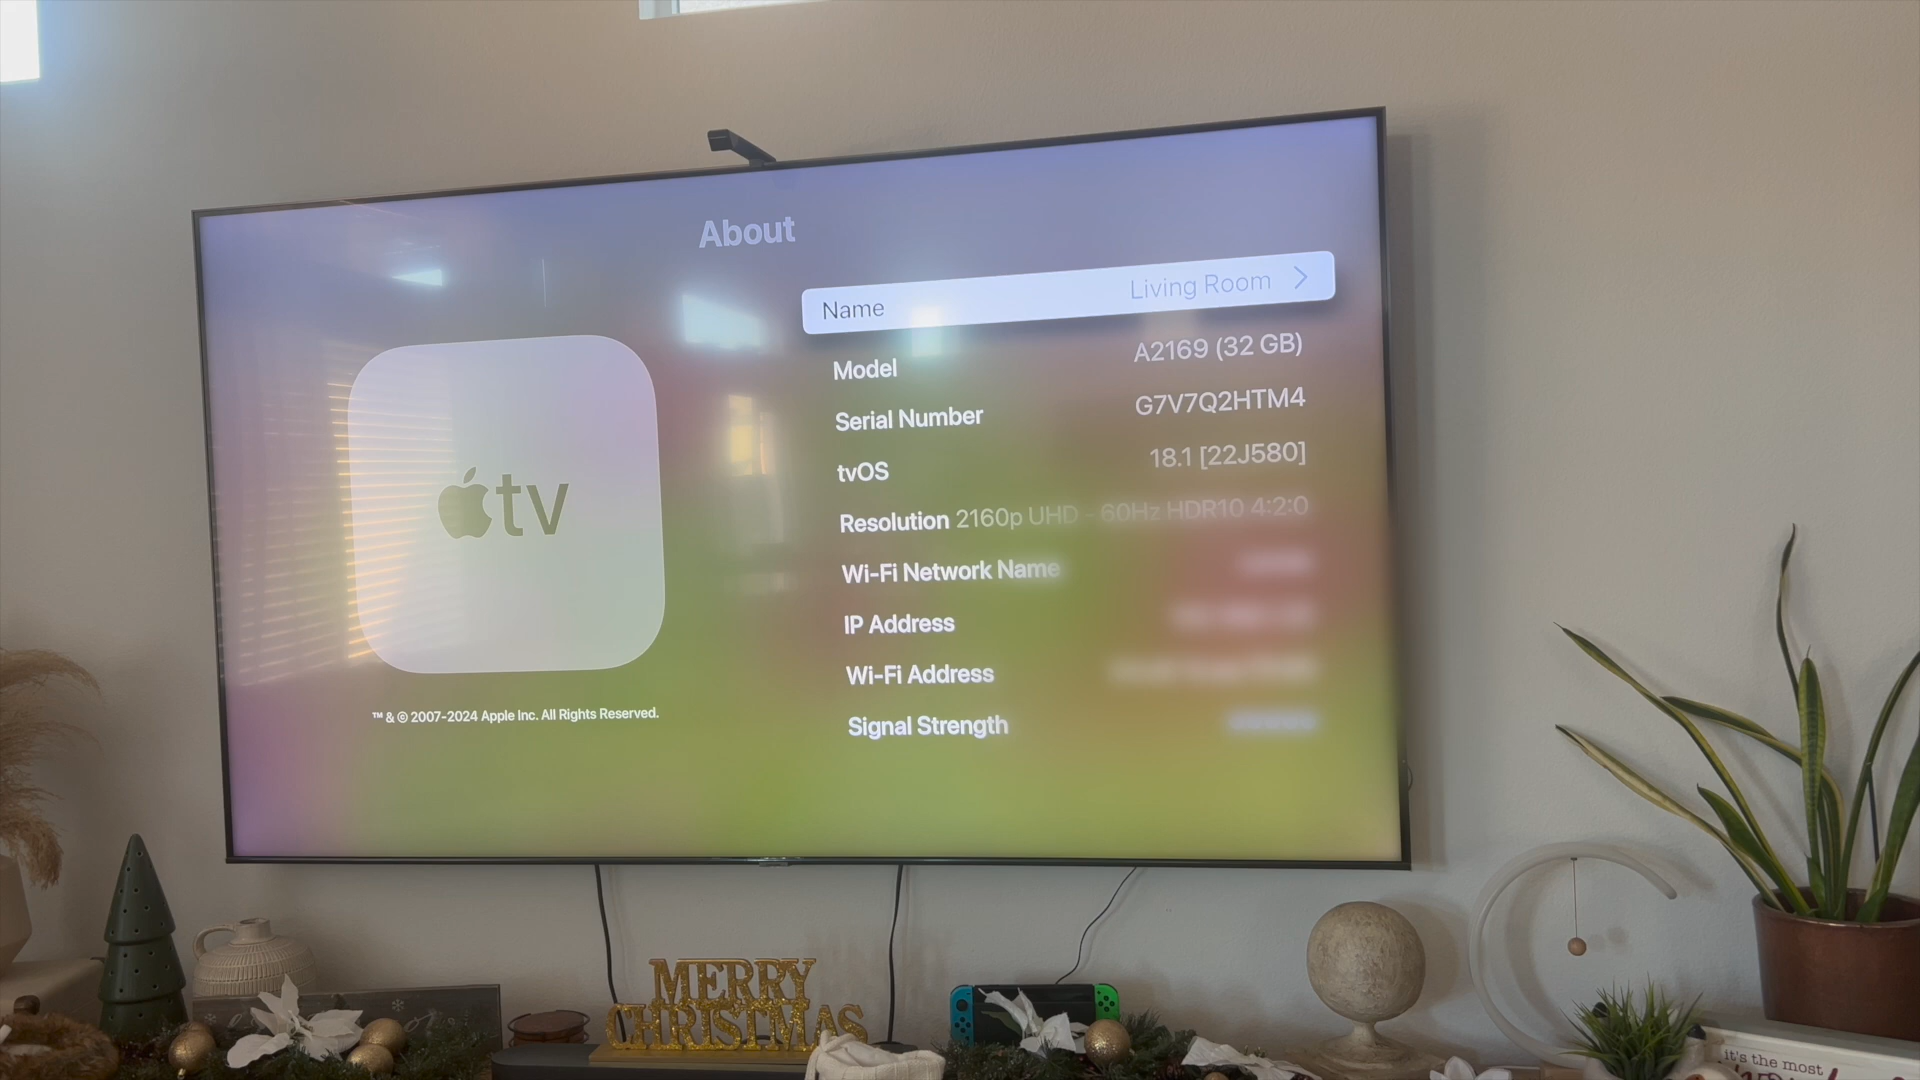 About
Name Living Room
Model A2169 (32 GB)
Serial Number G7V7Q2HTM4
tvOS 18.1 [22J580]
Resolution 2160p UHD - 60Hz HDR10 4:2:0
Wi-Fi Network Name
IP Address
Wi-Fi Address
Signal Strength
tv
™ & © 2007-2024 Apple Inc. All Rights Reserved.
MERRY
CHRISTMAS
it's the most